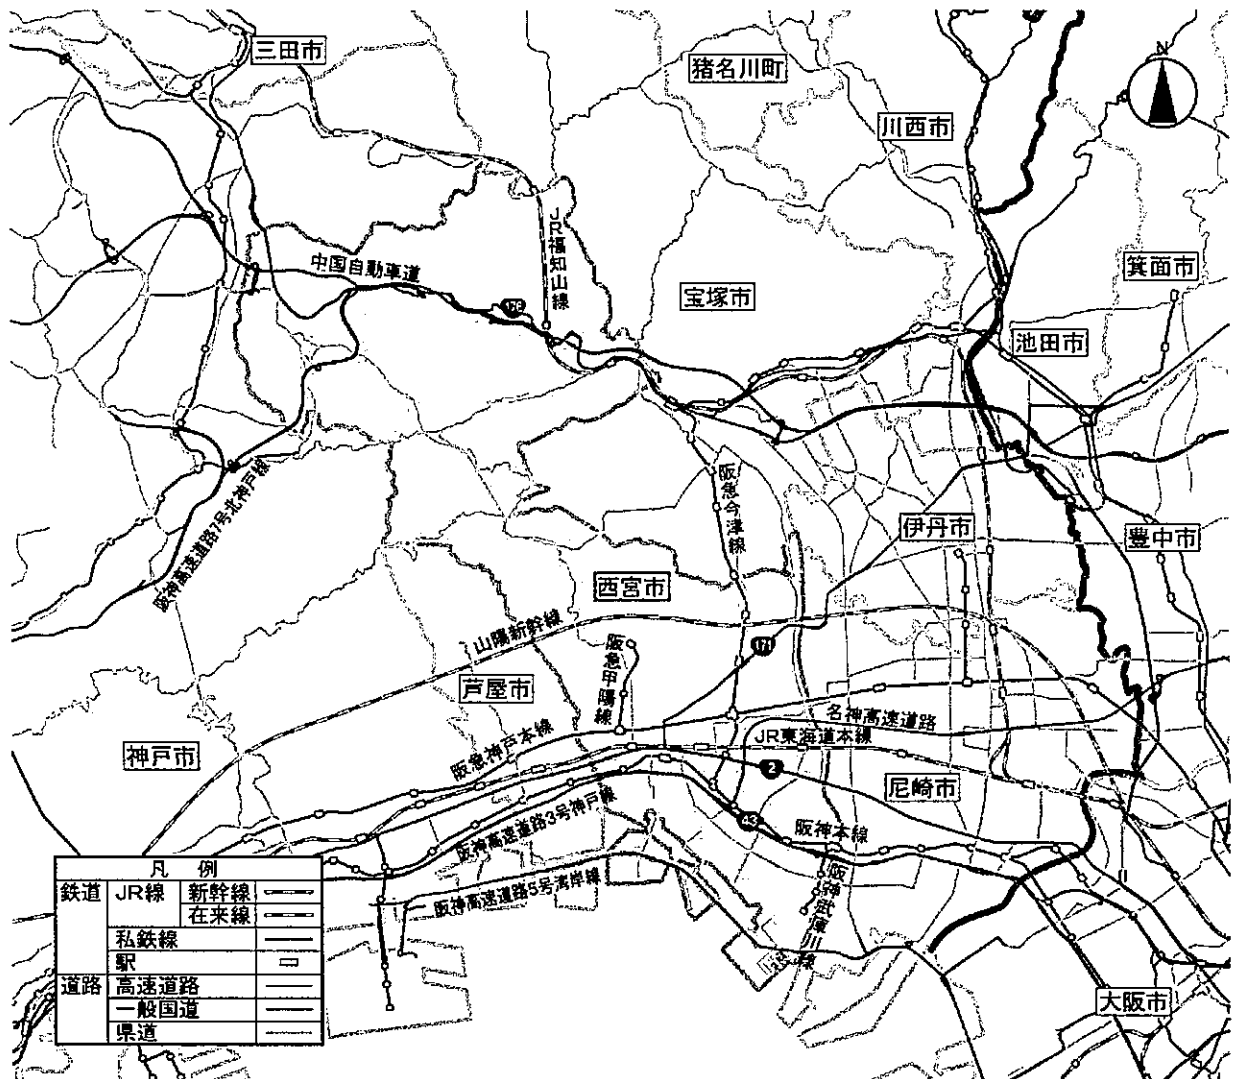 三田市
猪名川町
N
川西市
JR福知山線
中国自動車道
箕面市
宝塚市
176
池田市
阪急今津線
阪神高速道路7号北神戸線
伊丹市
豊中市
西宮市
山陽新幹線
阪急甲陽線
171
芦屋市
名神高速道路
JR東海道本線
神戸市
阪急神戸本線
2
尼崎市
43
阪神本線
阪神高速道路3号神戸線
阪神武庫川線
阪神高速道路5号湾岸線
大阪市
凡 例
鉄道 JR線 新幹線
在来線
私鉄線
駅
道路 高速道路
一般国道
県道